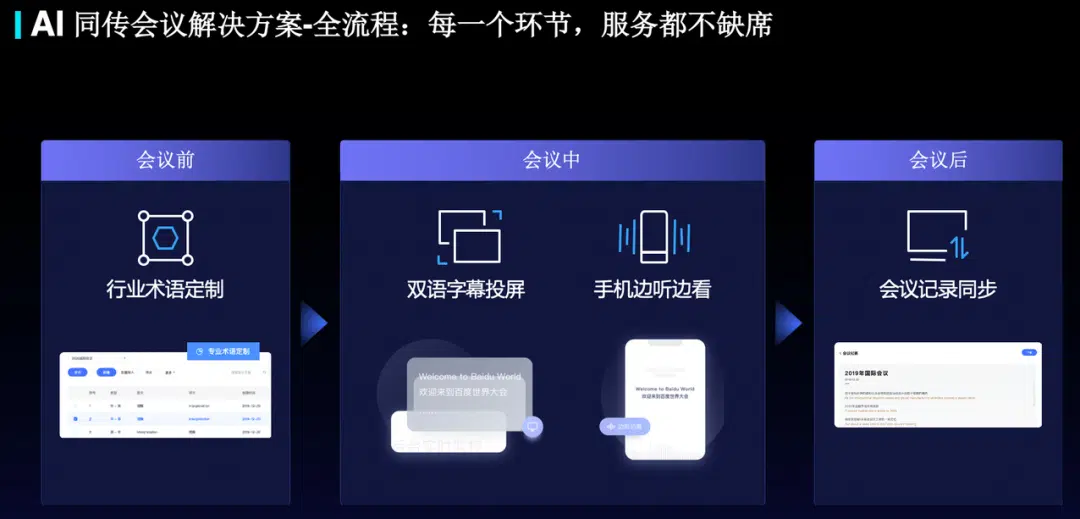 AI 同传会议解决方案-全流程：每一个环节，服务都不缺席
会议前
行业术语定制
专业术语定制
会议中
双语字幕投屏
Welcome to Baidu World
欢迎来到百度世界大会
手机边听边看
Welcome to Baidu World
欢迎来到百度世界大会
边听边看
会议后
会议记录同步
会议纪要
2019年国际会议